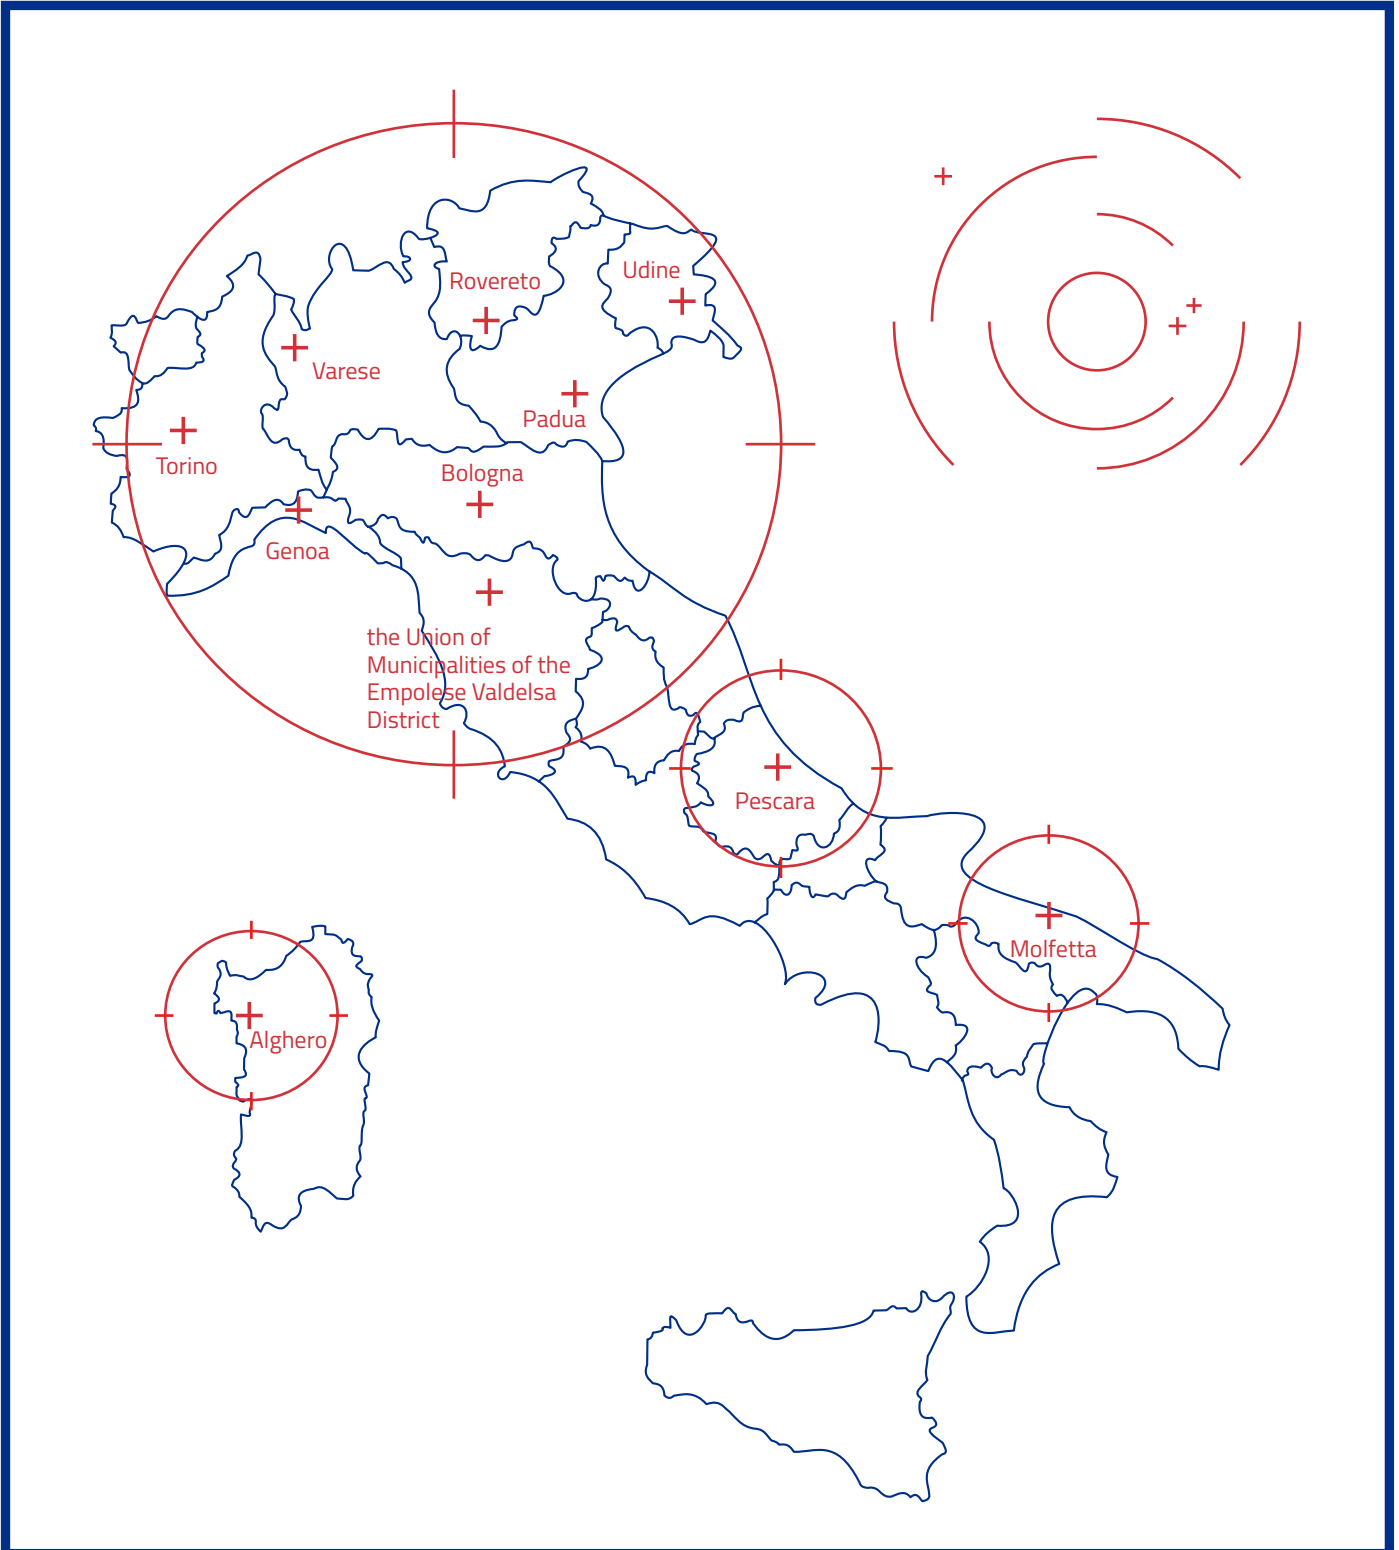 Rovereto
Udine
Varese
Padua
Torino
Bologna
Genoa
the Union of
Municipalities of the
Empolese Valdelsa
District
Pescara
Molfetta
Alghero